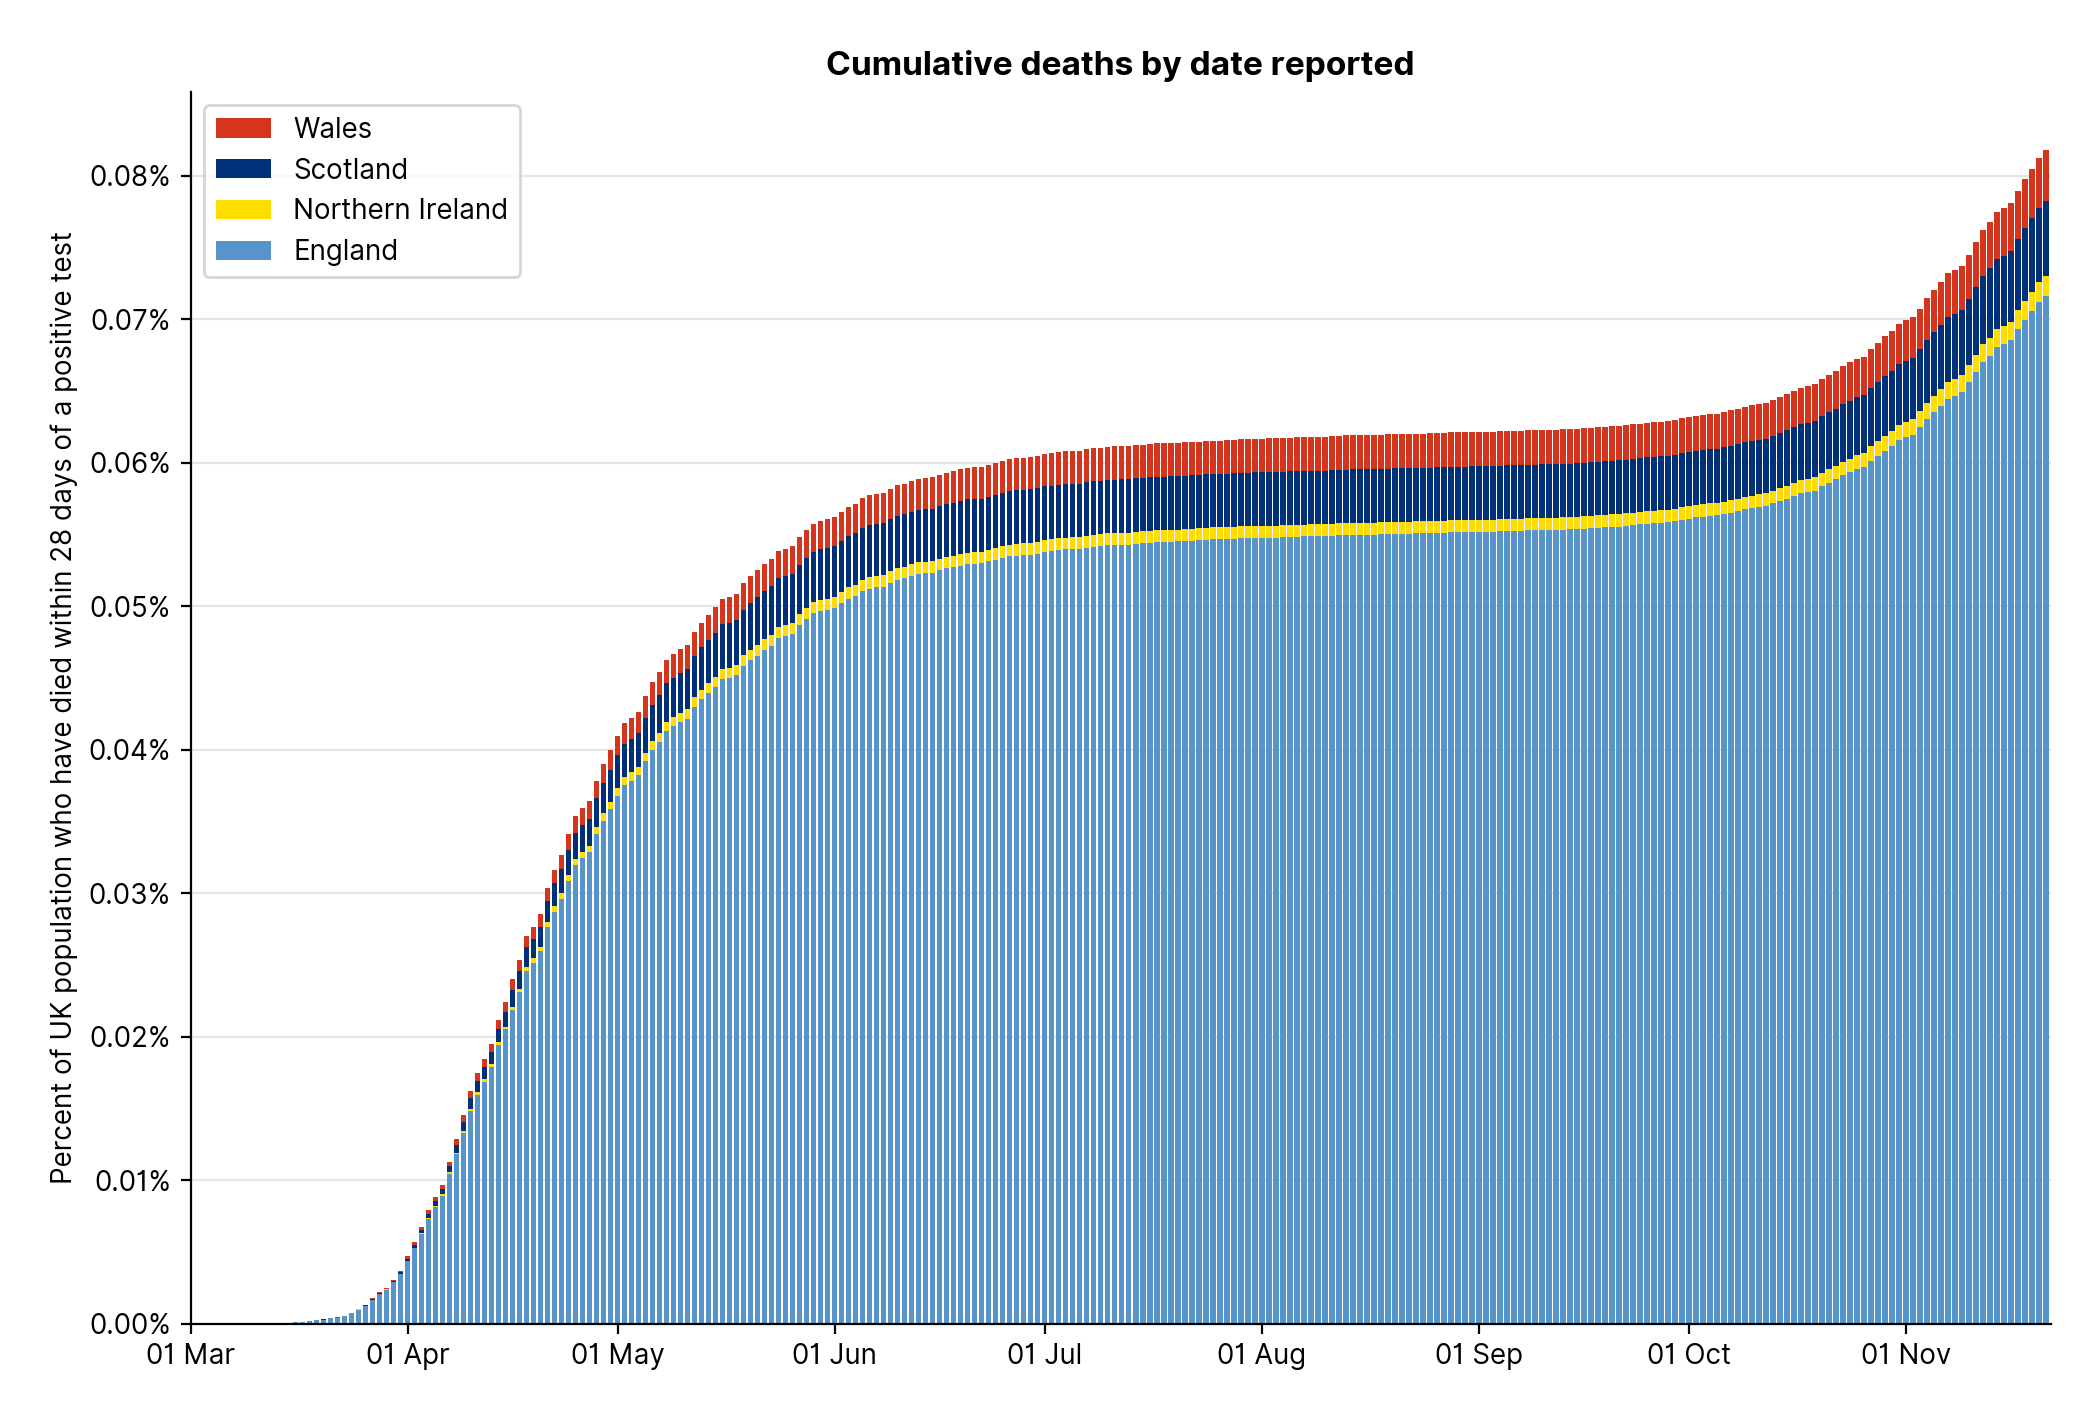 Cumulative deaths by date reported
Wales
Scotland
Northern Ireland
England
Percent of UK population who have died within 28 days of a positive test
0.08%
0.07%
0.06%
0.05%
0.04%
0.03%
0.02%
0.01%
0.00%
01 Mar 01 Apr 01 May 01 Jun 01 Jul 01 Aug 01 Sep 01 Oct 01 Nov